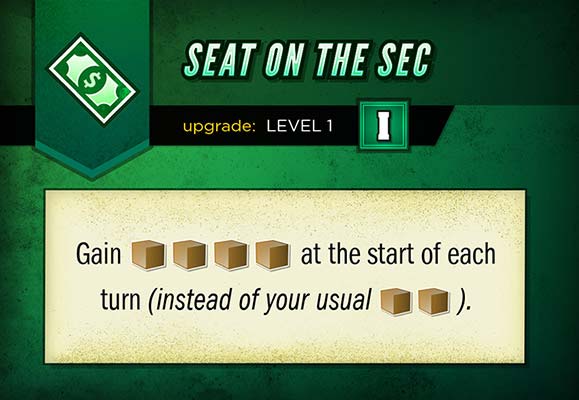 $
SEAT ON THE SEC
upgrade: LEVEL 1
I
Gain at the start of each
turn (instead of your usual ).